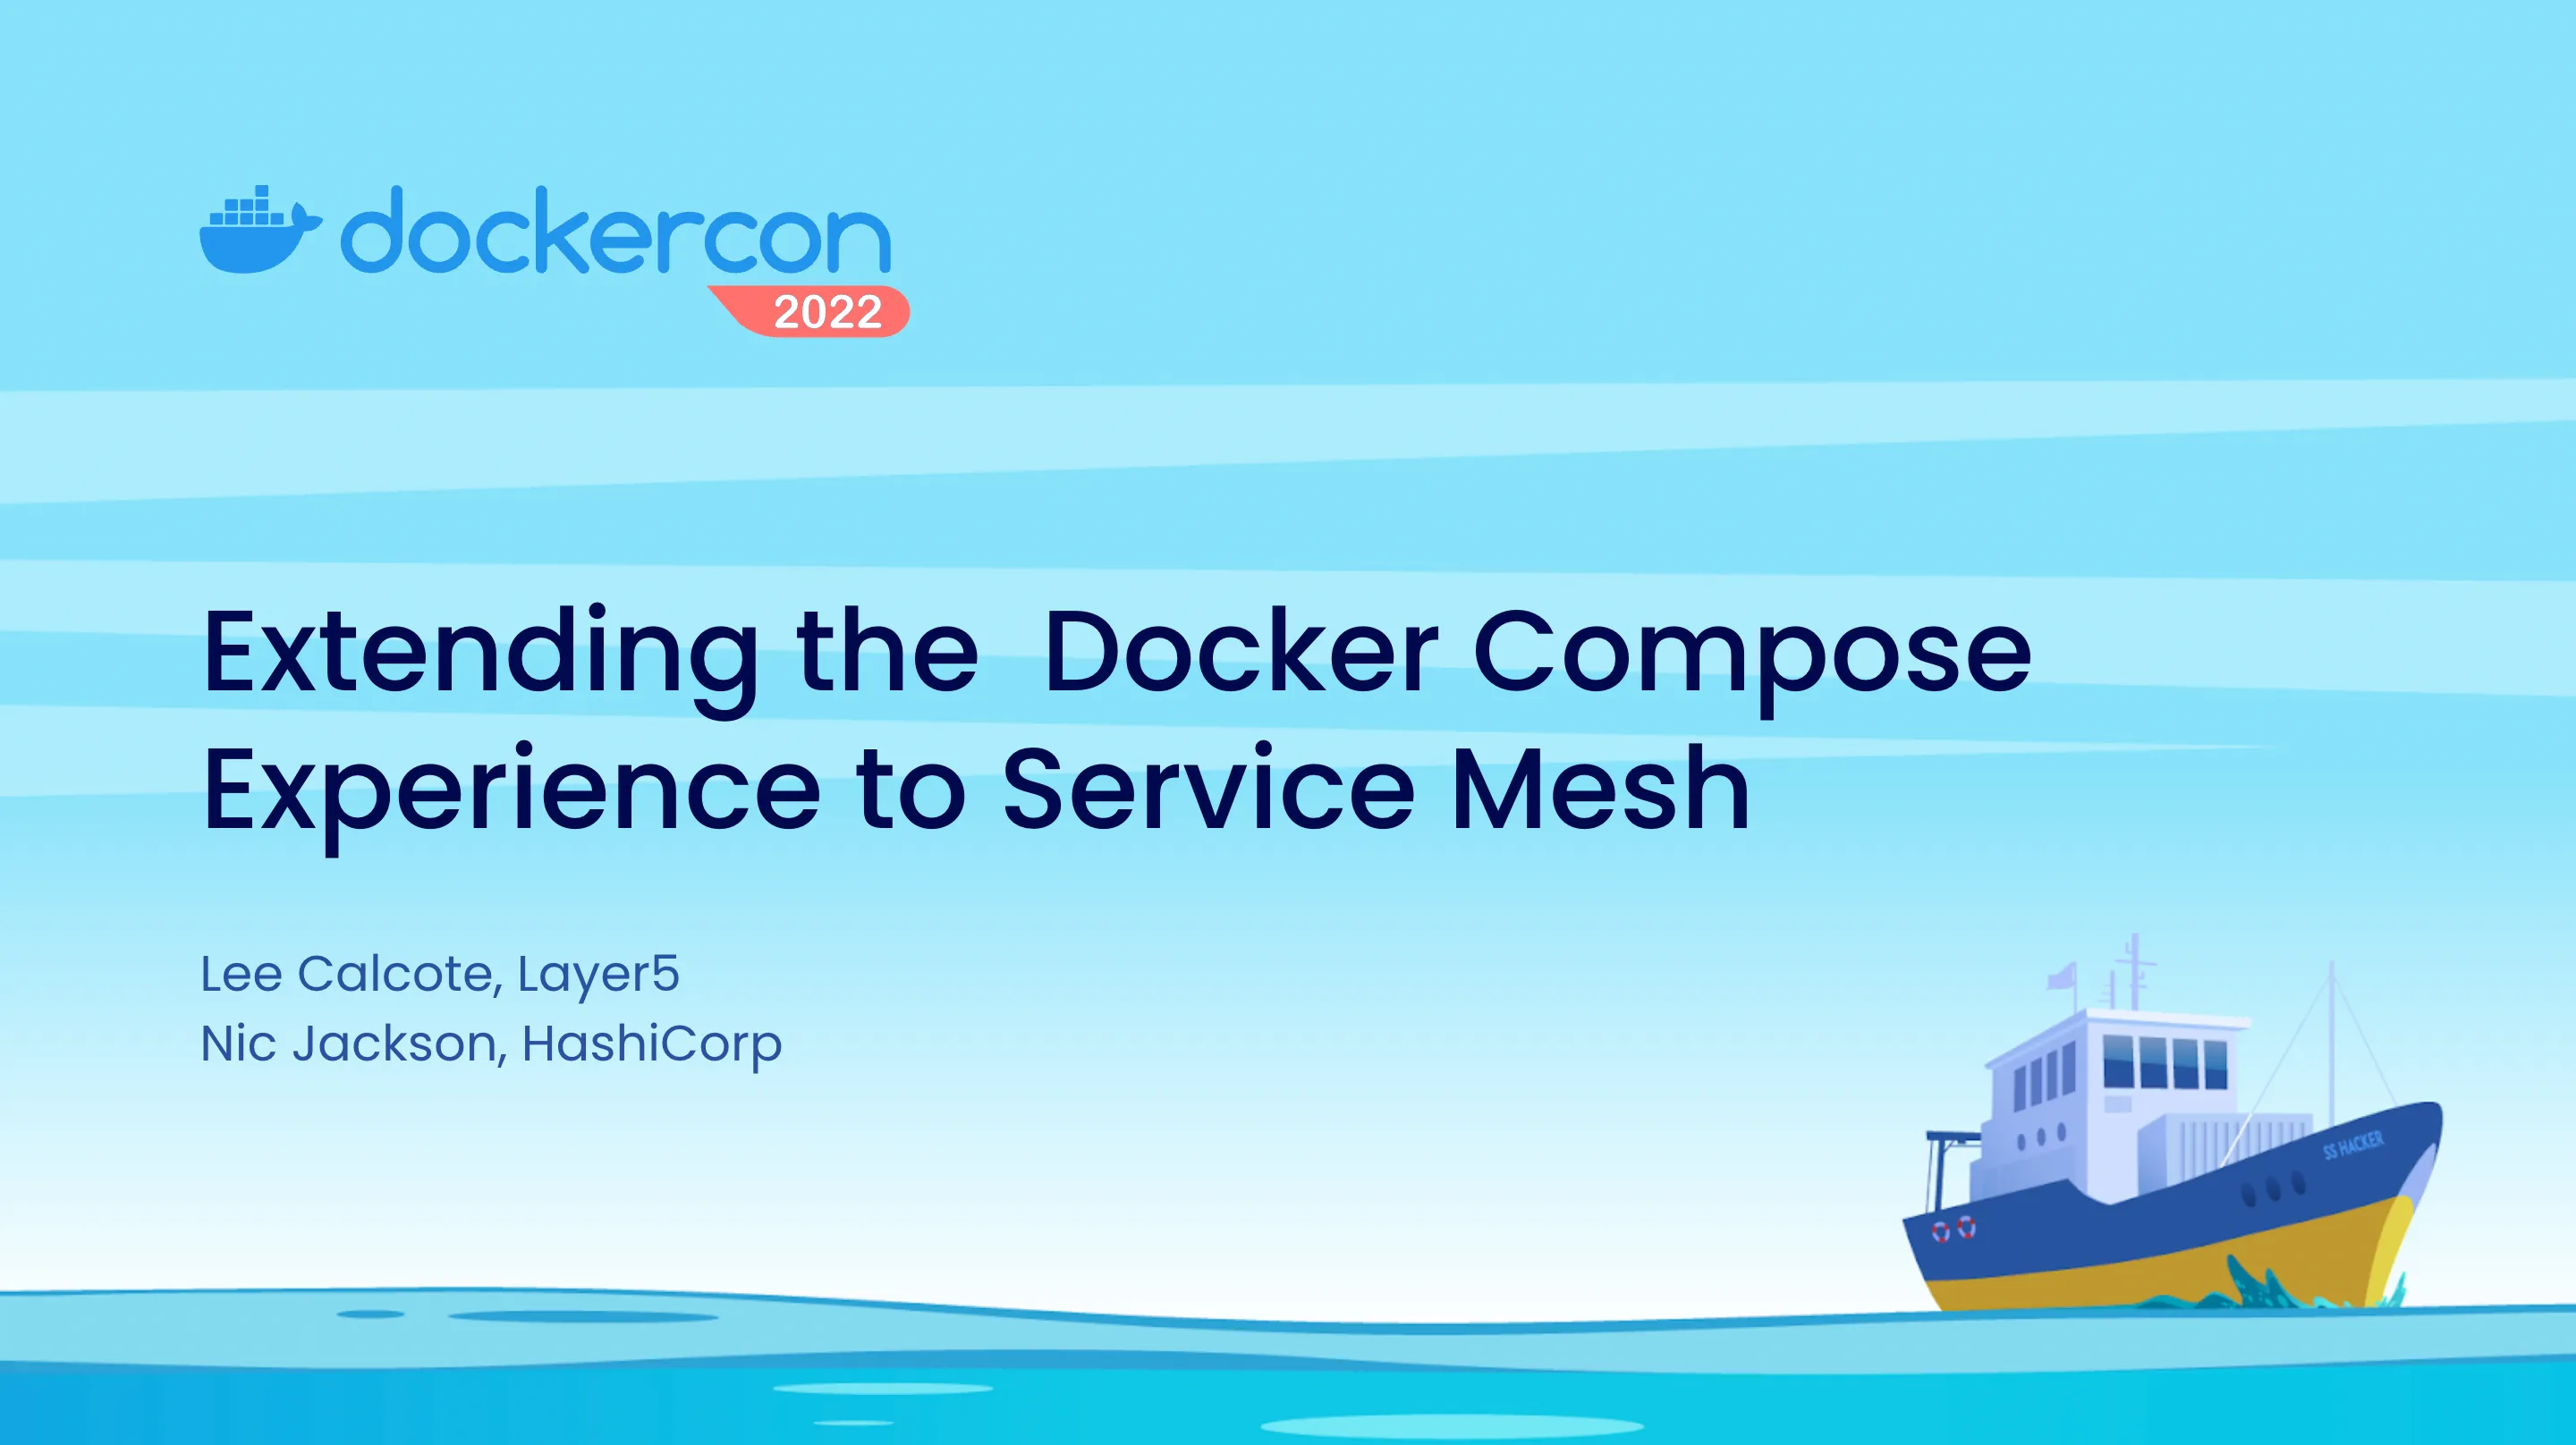 dockercon
2022
Extending the  Docker Compose
Experience to Service Mesh
Lee Calcote, Layer5
Nic Jackson, HashiCorp
SS HACKER